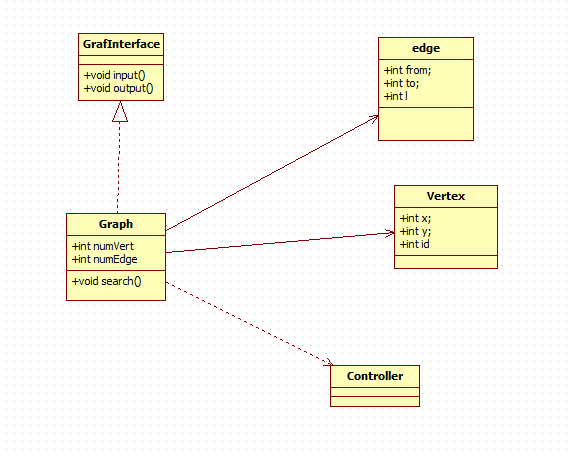 GrafInterface
+void input()
+void output()
edge
+int from;
+int to;
+int l
Vertex
+int x;
+int y;
+int id
Graph
+int numVert
+int numEdge
+void search()
Controller